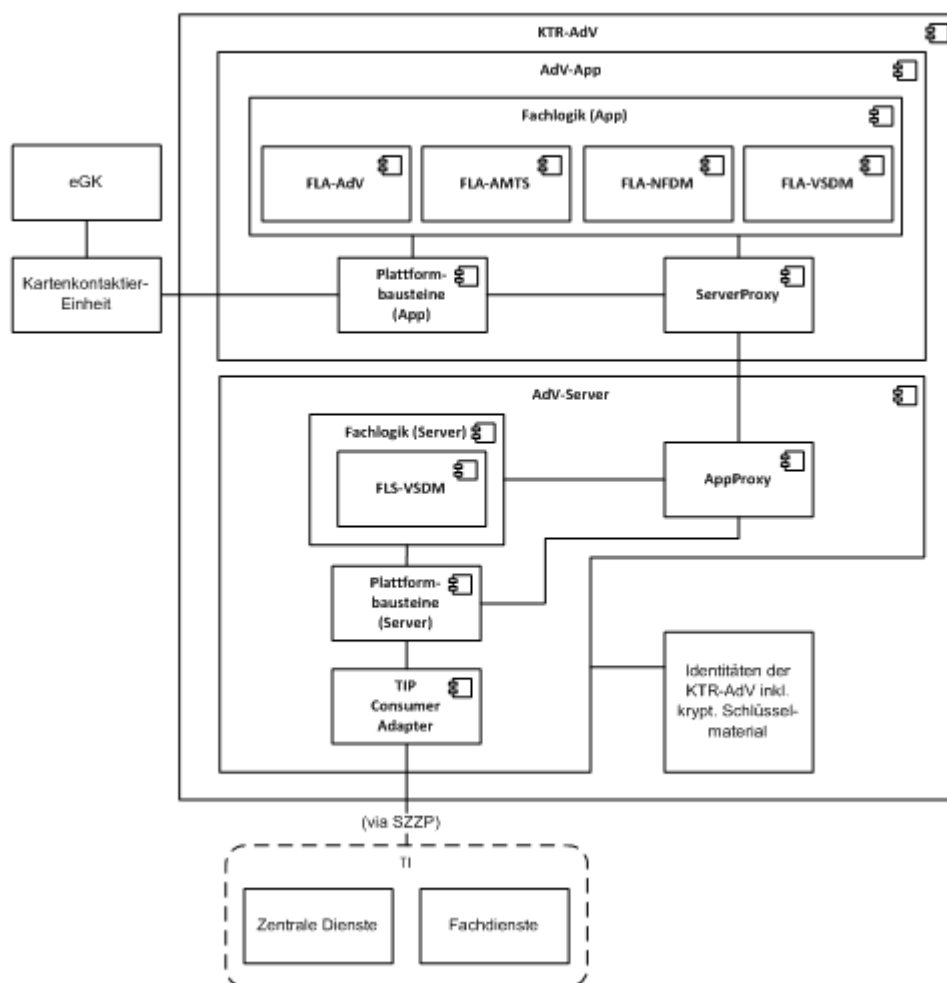 KTR-AdV
AdV-App
Fachlogik (App)
FLA-AdV
FLA-AMTS
FLA-NFDM
FLA-VSDM
eGK
Kartenkontaktier-
Einheit
Plattform-
bausteine
(App)
ServerProxy
AdV-Server
Fachlogik (Server)
FLS-VSDM
AppProxy
Plattform-
bausteine
(Server)
TIP
Consumer
Adapter
Identitäten der
KTR-AdV inkl.
krypt. Schlüssel-
material
(via SZZP)
TI
Zentrale Dienste
Fachdienste